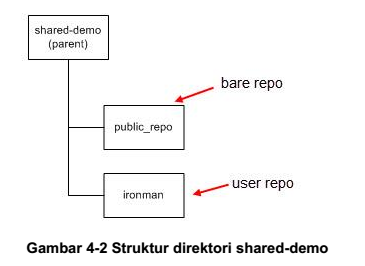 shared-demo
(parent)
bare repo
public_repo
user repo
ironman
Gambar 4-2 Struktur direktori shared-demo